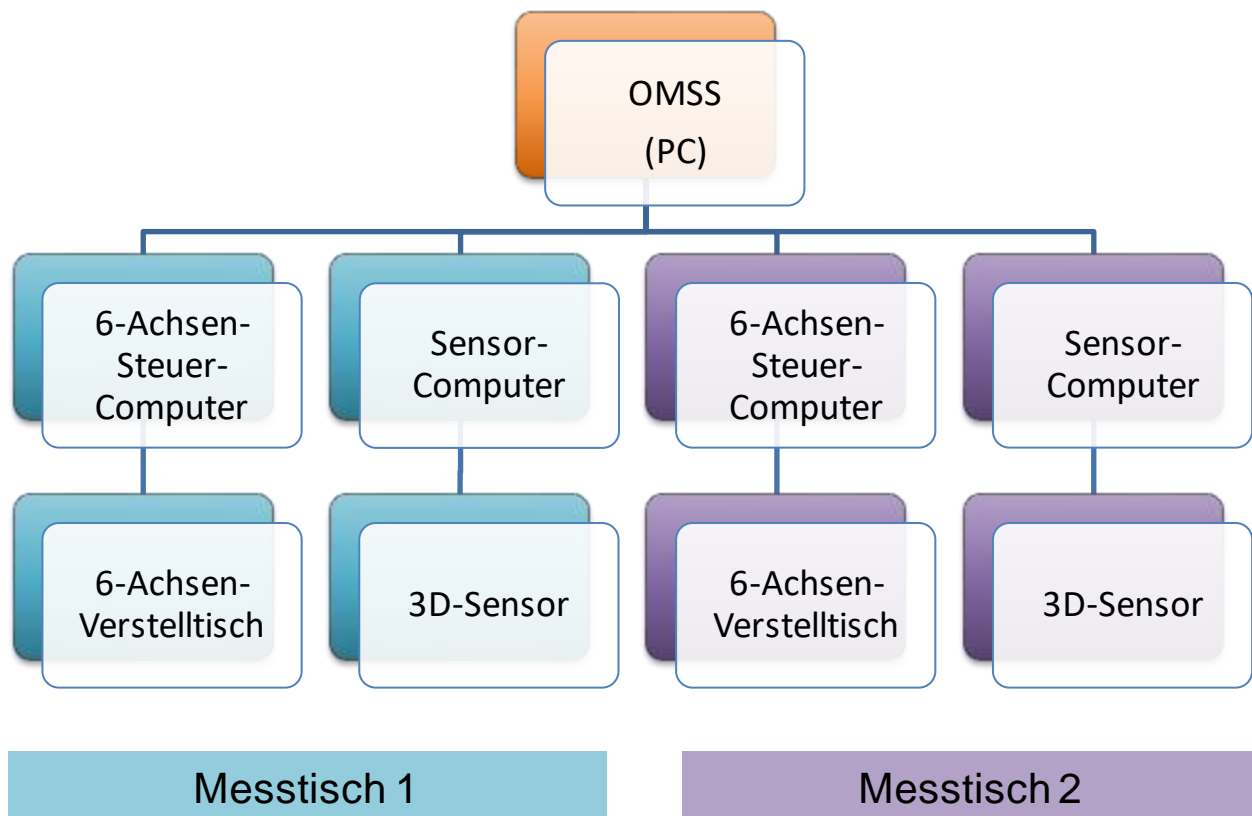 OMSS
(PC)
6-Achsen-
Steuer-
Computer
Sensor-
Computer
6-Achsen-
Steuer-
Computer
Sensor-
Computer
6-Achsen-
Verstelltisch
3D-Sensor
6-Achsen-
Verstelltisch
3D-Sensor
Messtisch 1
Messtisch 2